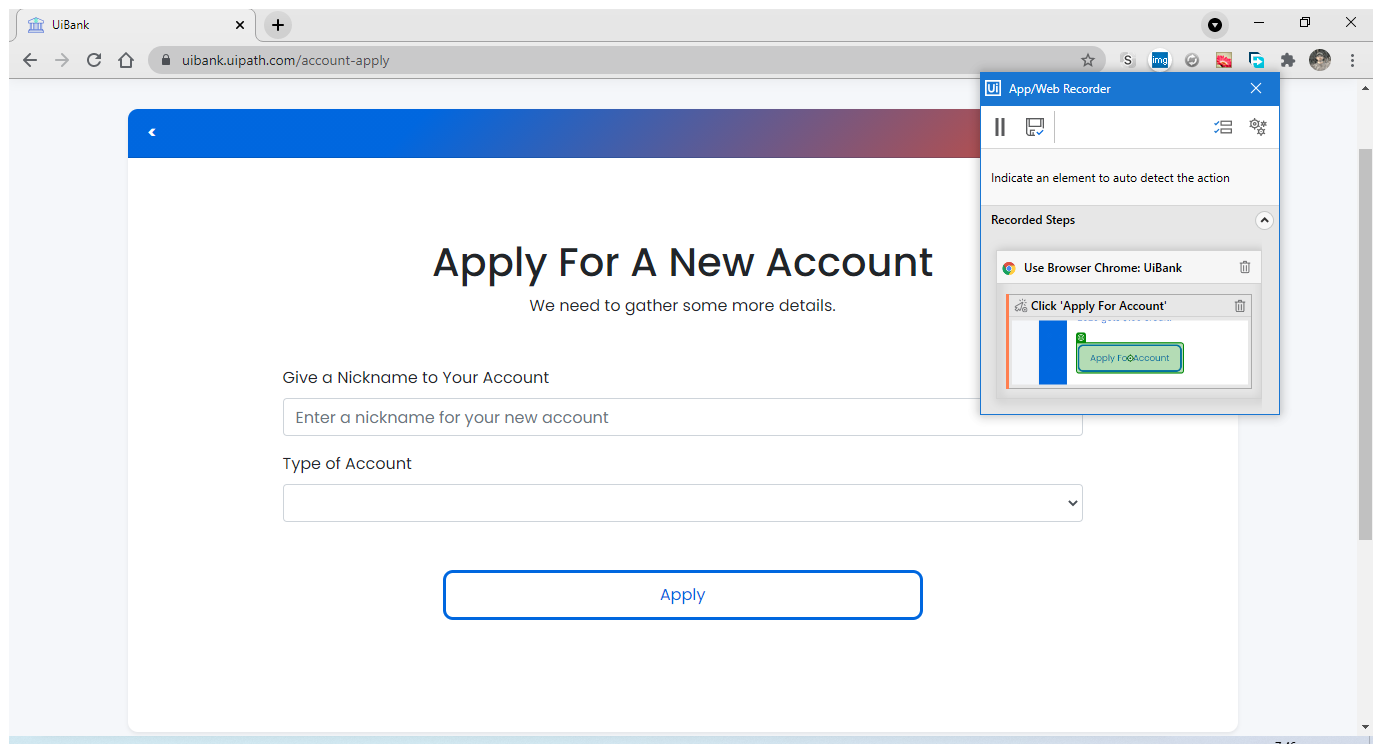 UiBank
uibank.uipath.com/account-apply
S
img
Ui App/Web Recorder
Indicate an element to auto detect the action
Recorded Steps
Use Browser Chrome: UiBank
Click 'Apply For Account'
Apply For Account
Apply For A New Account
We need to gather some more details.
Give a Nickname to Your Account
Enter a nickname for your new account
Type of Account
Apply